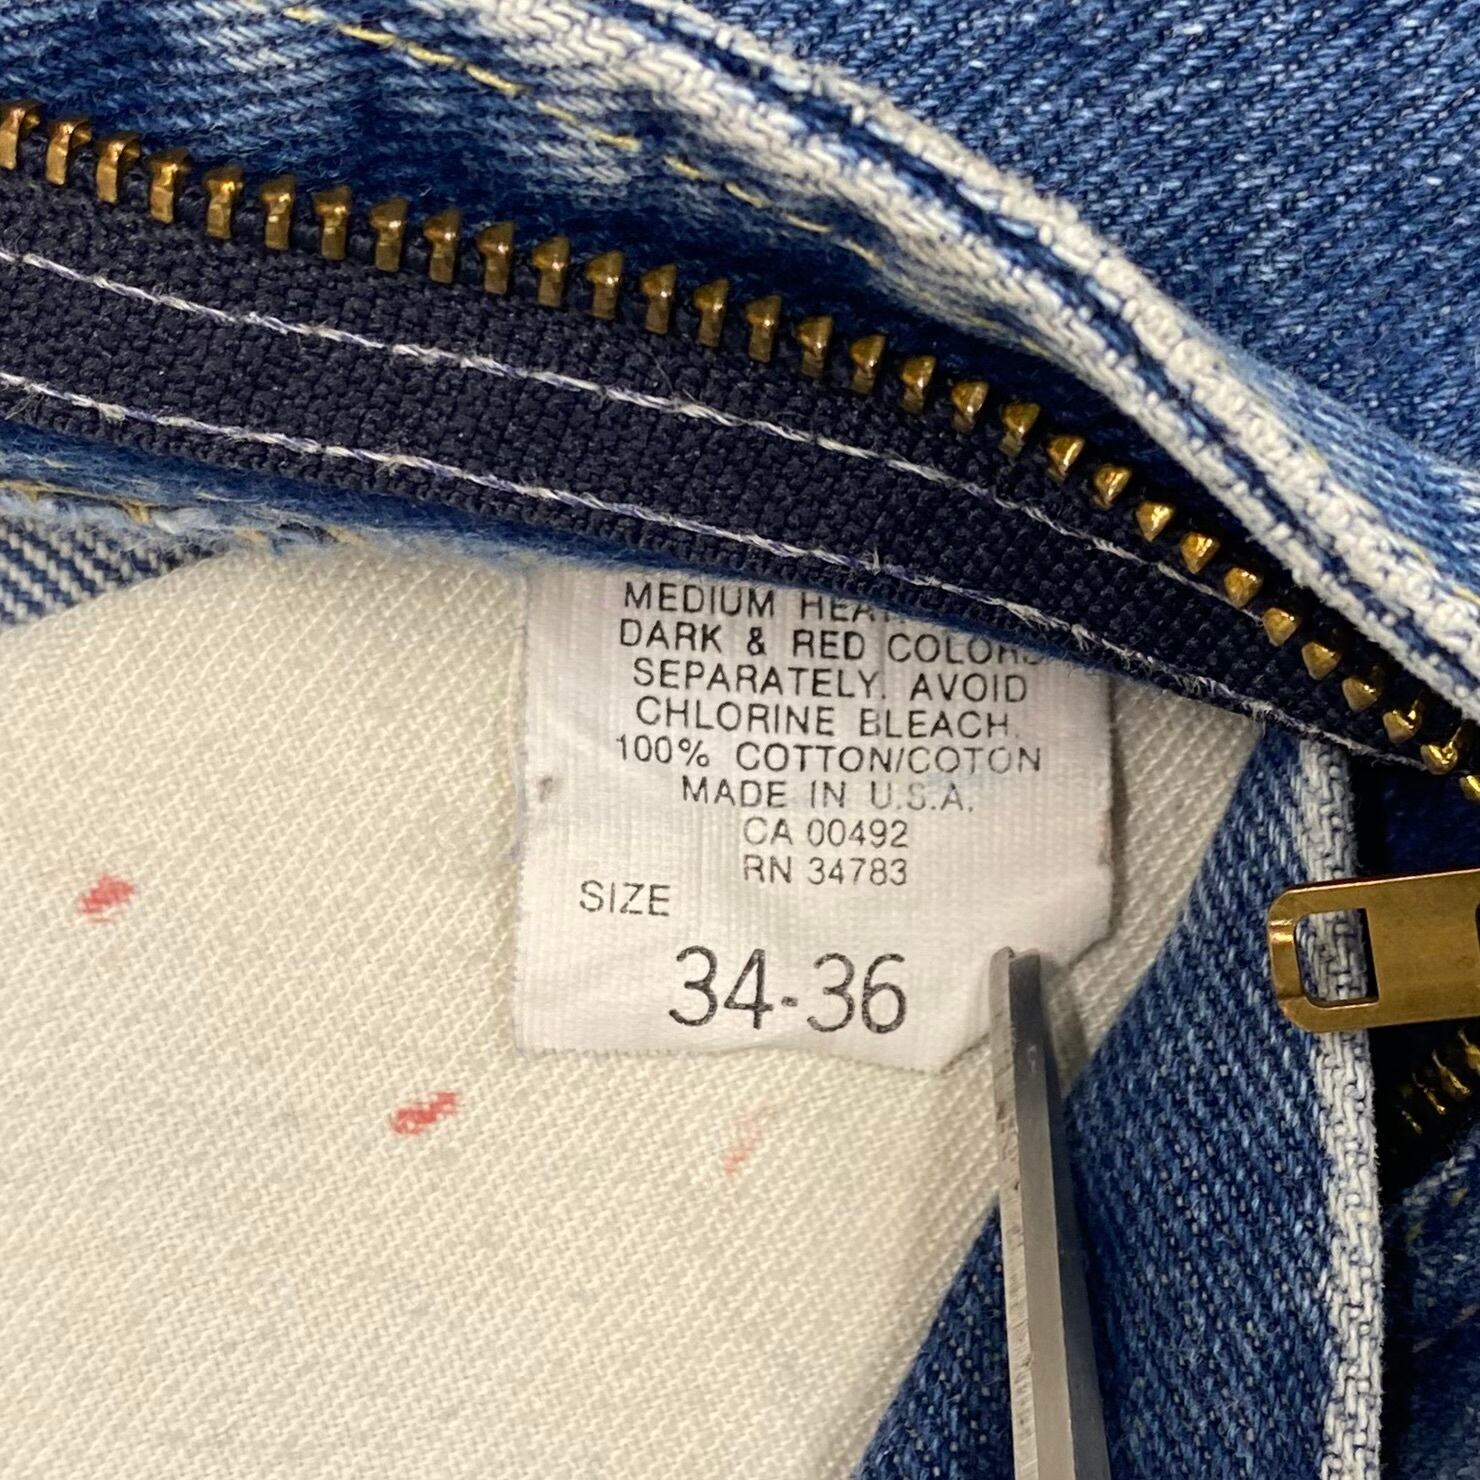 MEDIUM
DARK & RED COLORS
SEPARATELY. AVOID
CHLORINE BLEACH.
100% COTTON/COTON
MADE IN U.S.A.
CA 00492
RN 34783
SIZE
34-36